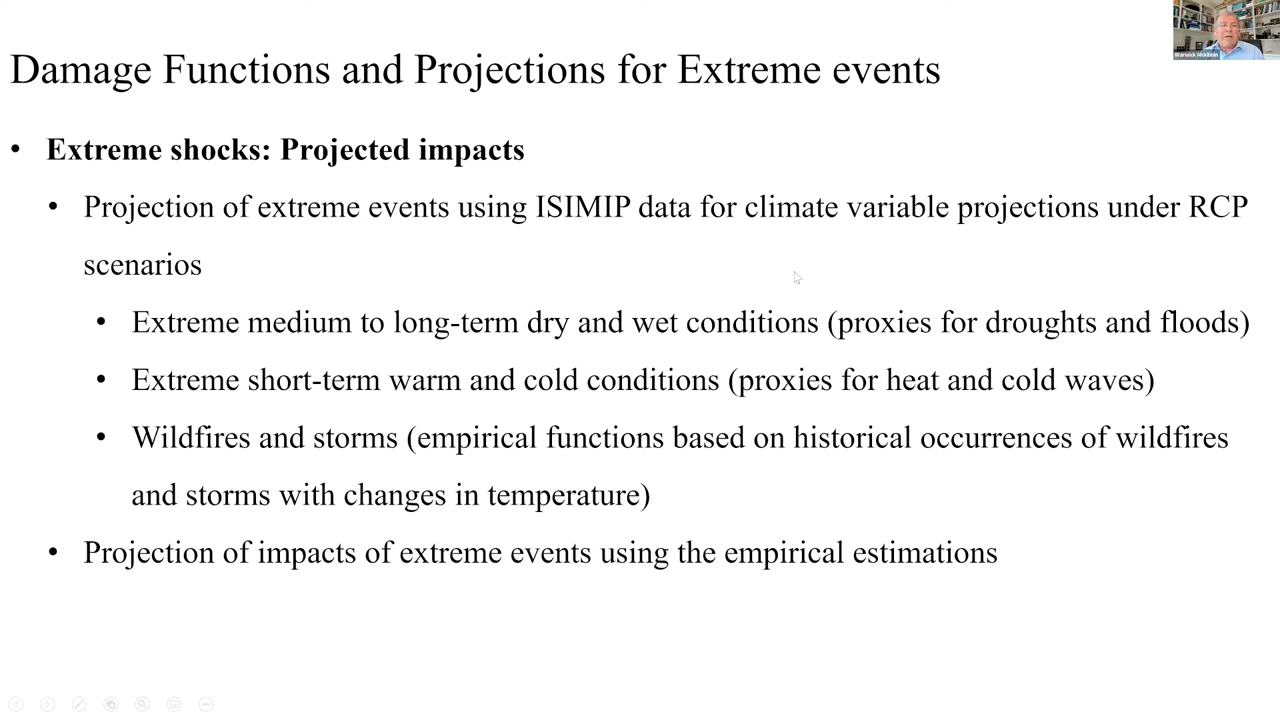 Warwick McKibbin
Damage Functions and Projections for Extreme events
• Extreme shocks: Projected impacts
• Projection of extreme events using ISIMIP data for climate variable projections under RCP
scenarios
• Extreme medium to long-term dry and wet conditions (proxies for droughts and floods)
• Extreme short-term warm and cold conditions (proxies for heat and cold waves)
• Wildfires and storms (empirical functions based on historical occurrences of wildfires
and storms with changes in temperature)
• Projection of impacts of extreme events using the empirical estimations